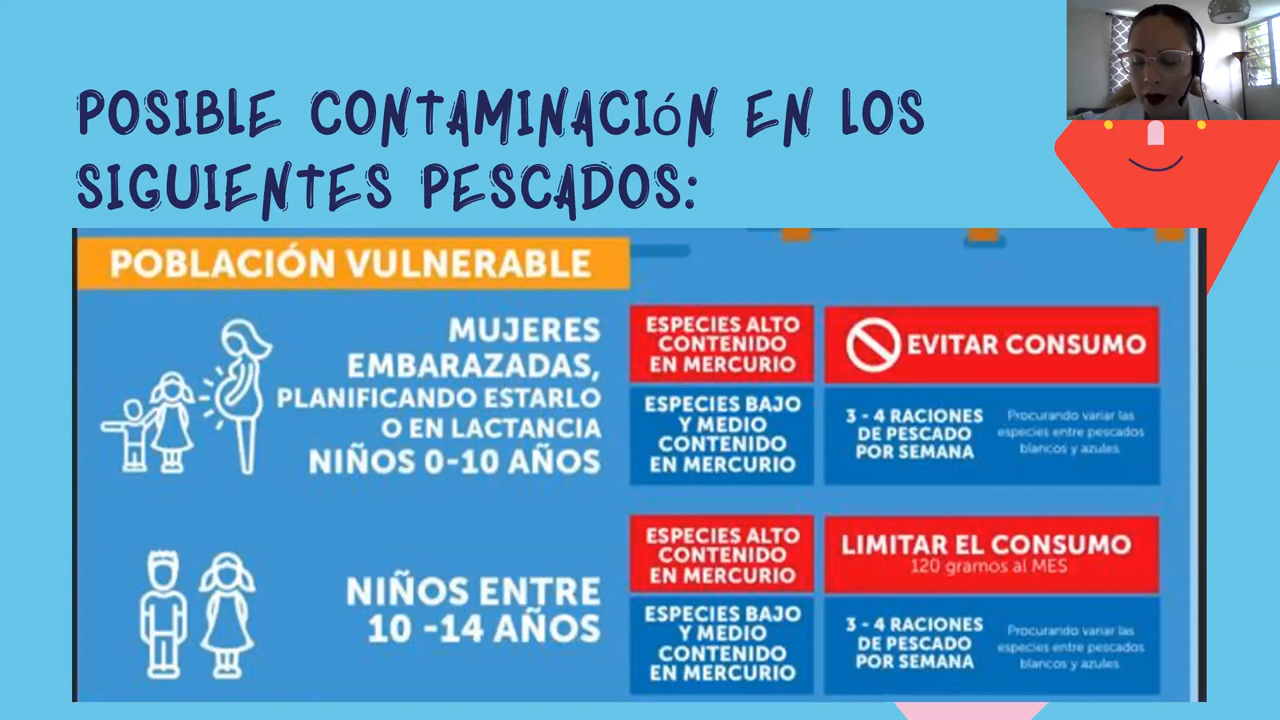 POSIBLE CONTAMINACIÓN EN LOS
SIGUIENTES PESCADOS:
POBLACIÓN VULNERABLE
MUJERES
EMBARAZADAS,
PLANIFICANDO ESTARLO
O EN LACTANCIA
NIÑOS 0-10 AÑOS
ESPECIES ALTO
CONTENIDO
EN MERCURIO
EVITAR CONSUMO
ESPECIES BAJO
Y MEDIO
CONTENIDO
EN MERCURIO
3 - 4 RACIONES
DE PESCADO
POR SEMANA
Procurando variar las
especies entre pescados
blancos y azules
NIÑOS ENTRE
10 -14 AÑOS
ESPECIES ALTO
CONTENIDO
EN MERCURIO
LIMITAR EL CONSUMO
120 gramos al MES
ESPECIES BAJO
Y MEDIO
CONTENIDO
EN MERCURIO
3 - 4 RACIONES
DE PESCADO
POR SEMANA
Procurando variar las
especies entre pescados
blancos y azules